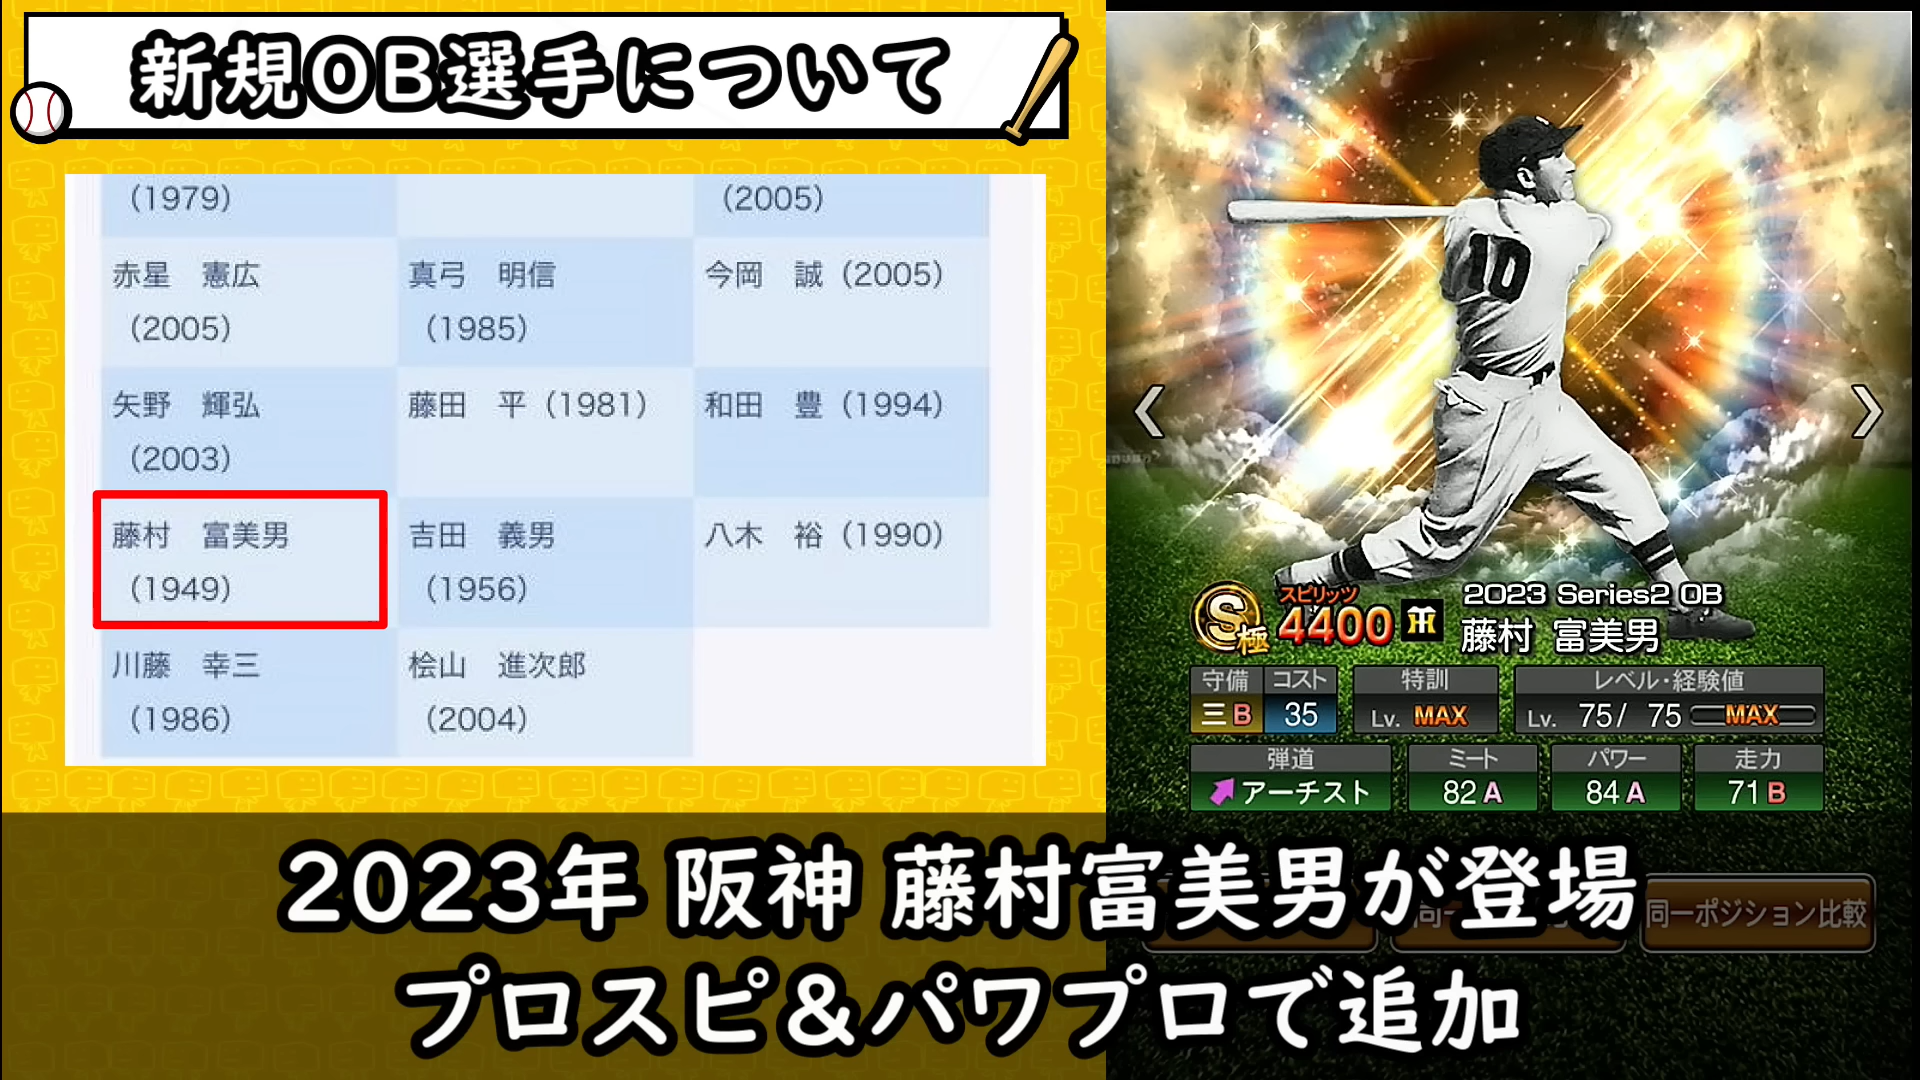 新規OB選手について
（1979）
（2005）
赤星　憲広
（2005）
真弓　明信
（1985）
今岡　誠（2005）
矢野　輝弘
（2003）
藤田　平（1981）
和田　豊（1994）
藤村　富美男
（1949）
吉田　義男
（1956）
八木　裕（1990）
川藤　幸三
（1986）
桧山　進次郎
（2004）
10
S極
スピリッツ
4400
2023 Series2 OB
藤村 富美男
守備 コスト 特訓 レベル・経験値
三B 35 Lv. MAX Lv. 75/ 75 MAX
弾道 ミート パワー 走力
アーチスト 82 A 84 A 71 B
同一ポジション比較
2023年 阪神 藤村富美男が登場
プロスピ&パワプロで追加